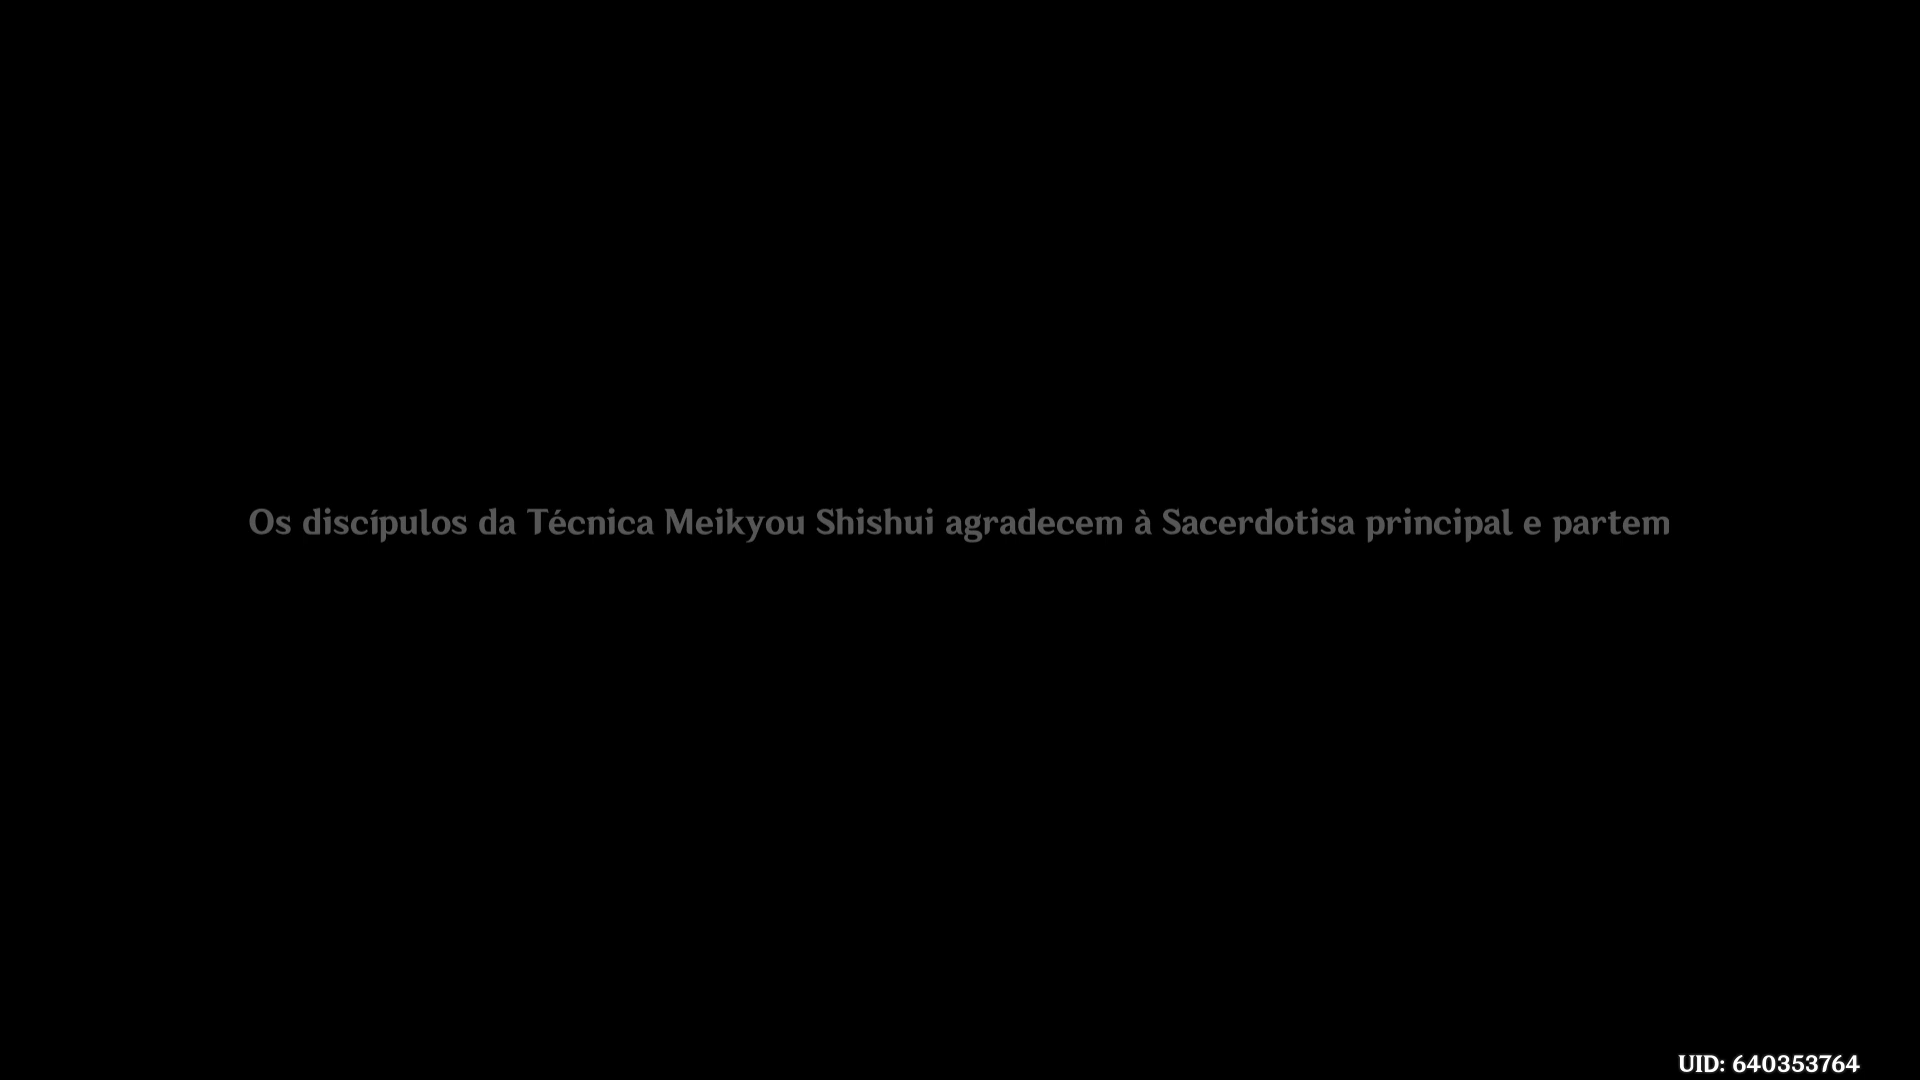 Os discípulos da Técnica Meikyou Shishui agradecem à Sacerdotisa principal e partem
UID: 640353764